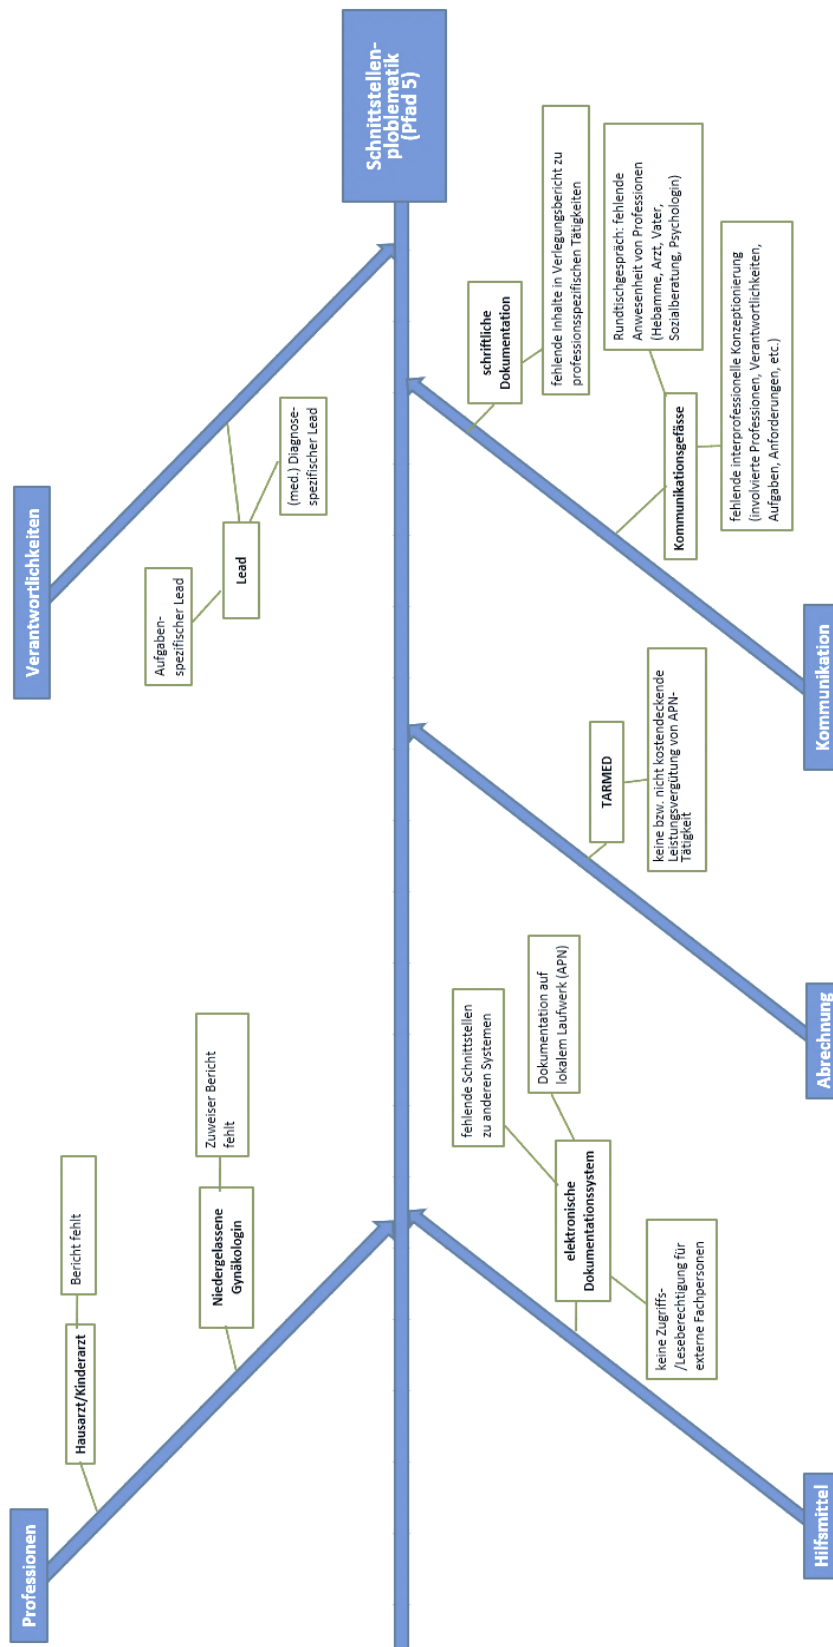 Professionen
Hausarzt/Kinderarzt
Bericht fehlt
Niedergelassene
Gynäkologin
Zuweiser Bericht
fehlt
Verantwortlichkeiten
Aufgaben-
spezifischer Lead
Lead
(med.) Diagnose-
spezifischer Lead
Schnittstellen-
ploblematik
(Pfad 5)
Hilfsmittel
elektronische
Dokumentationssystem
fehlende Schnittstellen
zu anderen Systemen
Dokumentation auf
lokalem Laufwerk (APN)
keine Zugriffs-
/Leseberechtigung für
externe Fachpersonen
Abrechnung
TARMED
keine bzw. nicht kostendeckende
Leistungsvergütung von APN-
Tätigkeit
Kommunikation
schriftliche
Dokumentation
fehlende Inhalte in Verlegungsbericht zu
professionsspezifischen Tätigkeiten
Kommunikationsgefässe
Rundtischgespräch: fehlende
Anwesenheit von Professionen
(Hebamme, Arzt, Vater,
Sozialberatung, Psychologin)
fehlende interprofessionelle Konzeptionierung
(involvierte Professionen, Verantwortlichkeiten,
Aufgaben, Anforderungen, etc.)